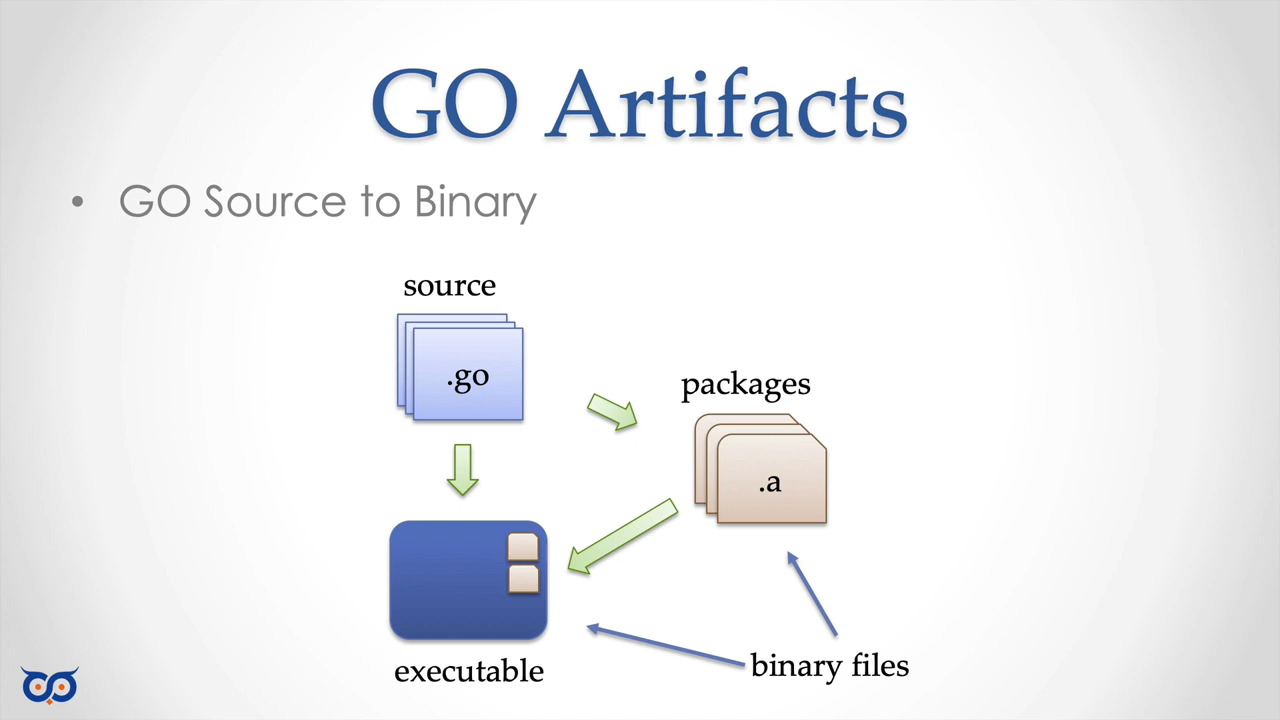 GO Artifacts
• GO Source to Binary
source
.go
packages
.a
executable
binary files